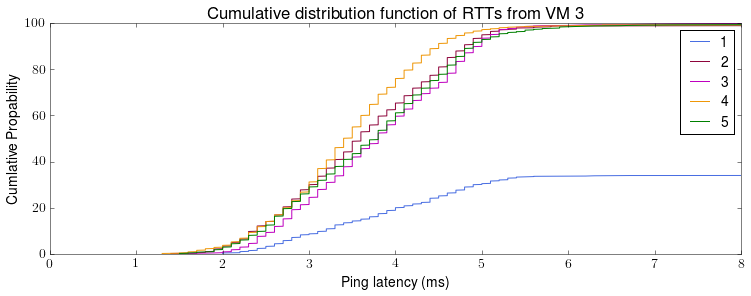 Cumulative distribution function of RTTs from VM 3
100
80
60
40
20
0
Cumlative Propability
0 1 2 3 4 5 6 7 8
Ping latency (ms)
1
2
3
4
5